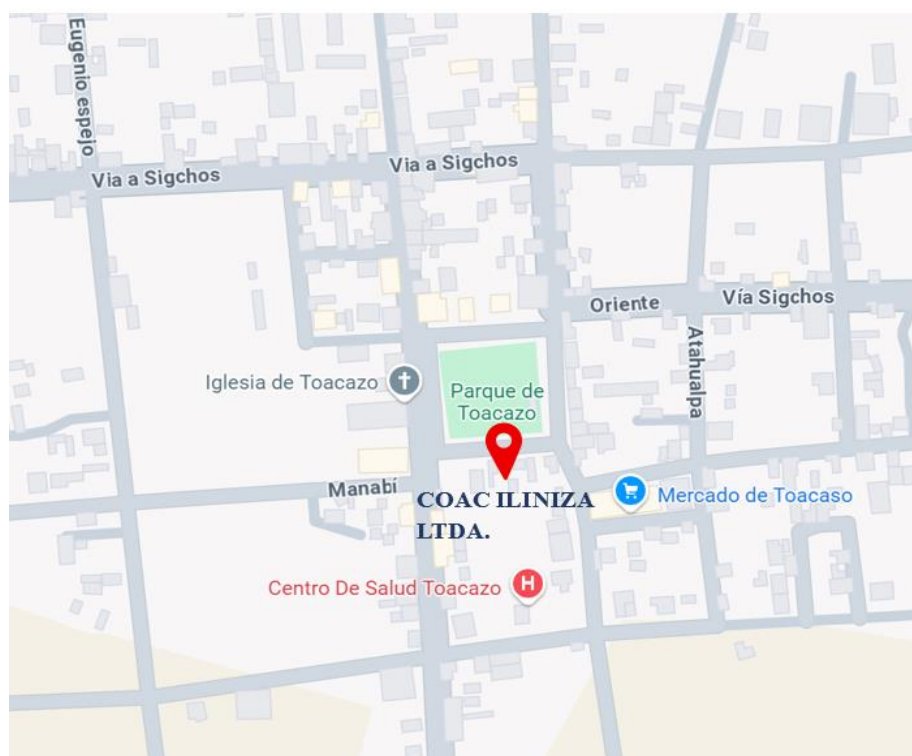 Eugenio espejo
Via a Sigchos
Via a Sigchos
Oriente
Vía Sigchos
Atahualpa
Iglesia de Toacazo
Parque de
Toacazo
Manabí
COAC ILINIZA
LTDA.
Mercado de Toacaso
Centro De Salud Toacazo
H